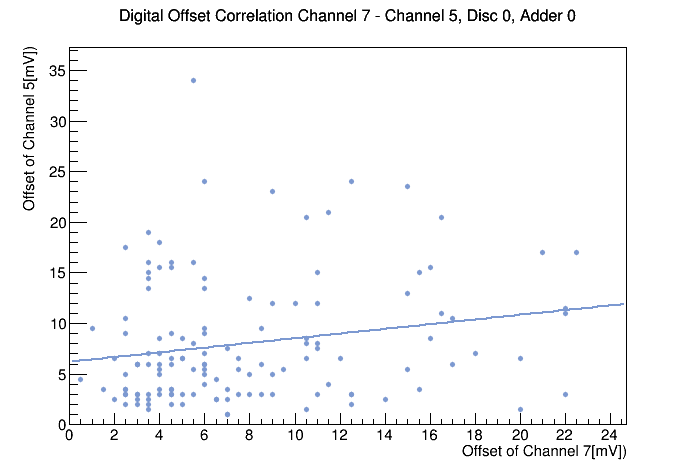 Digital Offset Correlation Channel 7 - Channel 5, Disc 0, Adder 0
Offset of Channel 5[mV])
35
30
25
20
15
10
5
0
0 2 4 6 8 10 12 14 16 18 20 22 24
Offset of Channel 7[mV])